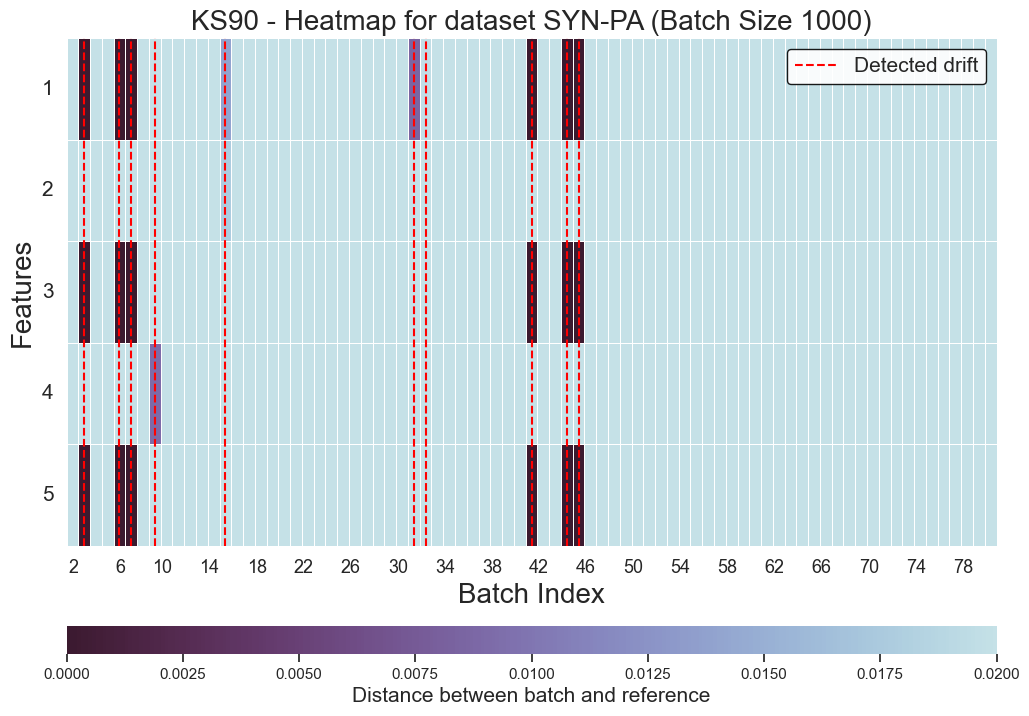 KS90 - Heatmap for dataset SYN-PA (Batch Size 1000)
Detected drift
Features
1
2
3
4
5
2 6 10 14 18 22 26 30 34 38 42 46 50 54 58 62 66 70 74 78
Batch Index
0.0000 0.0025 0.0050 0.0075 0.0100 0.0125 0.0150 0.0175 0.0200
Distance between batch and reference